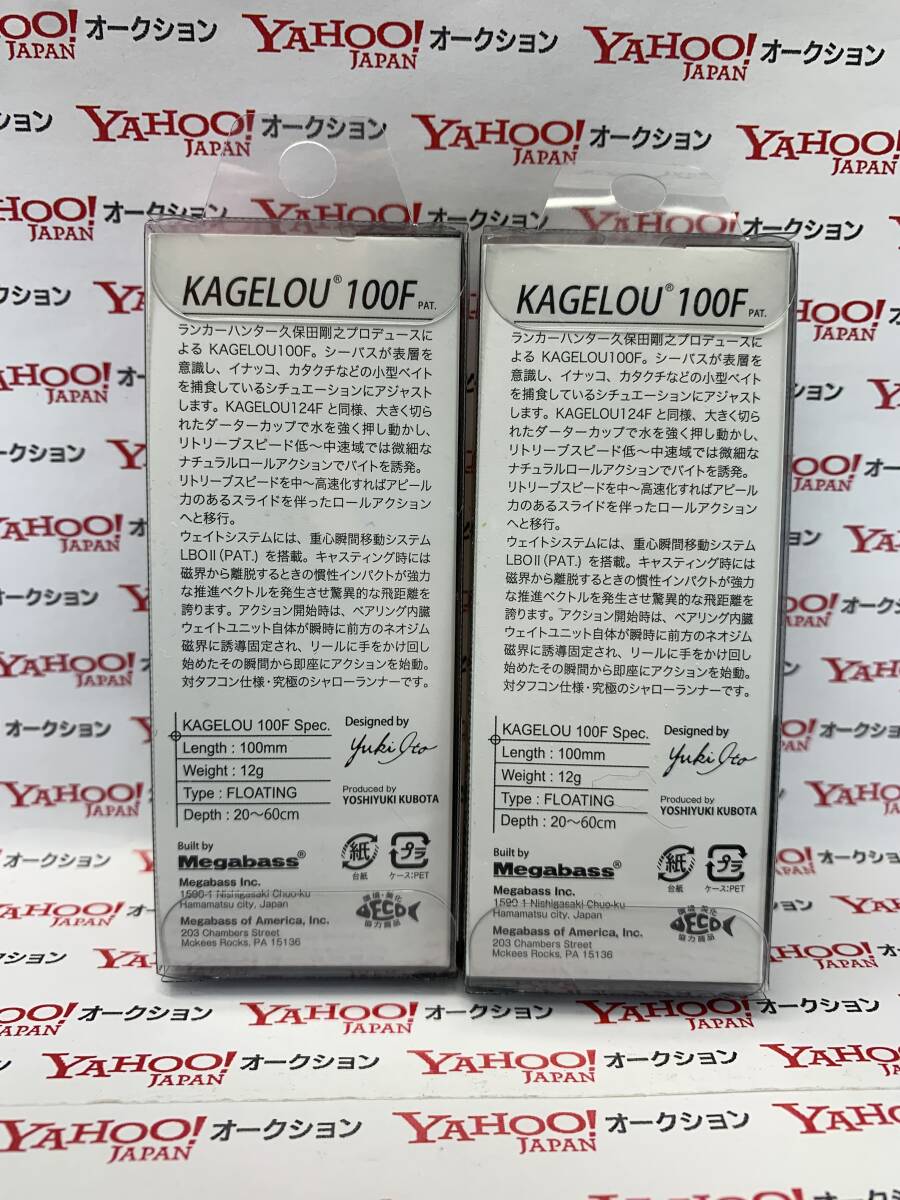 YAHOO! オークション
JAPAN
KAGELOU® 100F PAT.
ランカーハンター久保田剛之プロデュースに
よる KAGELOU100F。シーバスが表層を
意識し、イナッコ、カタクチなどの小型ベイト
を捕食しているシチュエーションにアジャスト
します。KAGELOU124F と同様、大きく切ら
れたダーターカップで水を強く押し動かし、
リトリーブスピード低～中速域では微細な
ナチュラルロールアクションでバイトを誘発。
リトリーブスピードを中～高速化すればアピール
力のあるスライドを伴ったロールアクション
へと移行。
ウェイトシステムには、重心瞬間移動システム
LBOⅡ(PAT.) を搭載。キャスティング時には
磁界から離脱するときの慣性インパクトが強力
な推進ベクトルを発生させ驚異的な飛距離を
誇ります。アクション開始時は、ベアリング内臓
ウェイトユニット自体が瞬時に前方のネオジム
磁界に誘導固定され、リールに手をかけ回し
始めたその瞬間から即座にアクションを始動。
対タフコン仕様・究極のシャローランナーです。
KAGELOU 100F Spec.
Length : 100mm
Weight : 12g
Type : FLOATING
Depth : 20～60cm
Designed by
Yuki Ito
Produced by
YOSHIYUKI KUBOTA
Built by
Megabass®
Megabass Inc.
1590-1 Nishigasaki Chuo-ku
Hamamatsu city, Japan
Megabass of America, Inc.
203 Chambers Street
Mckees Rocks, PA 15136
紙
台紙
プラ
ケース:PET
環境・美化
ECO
協力商品
KAGELOU® 100F PAT.
ランカーハンター久保田剛之プロデュースに
よる KAGELOU100F。シーバスが表層を
意識し、イナッコ、カタクチなどの小型ベイト
を捕食しているシチュエーションにアジャスト
します。KAGELOU124F と同様、大きく切ら
れたダーターカップで水を強く押し動かし、
リトリーブスピード低～中速域では微細な
ナチュラルロールアクションでバイトを誘発。
リトリーブスピードを中～高速化すればアピール
力のあるスライドを伴ったロールアクション
へと移行。
ウェイトシステムには、重心瞬間移動システム
LBOⅡ(PAT.) を搭載。キャスティング時には
磁界から離脱するときの慣性インパクトが強力
な推進ベクトルを発生させ驚異的な飛距離を
誇ります。アクション開始時は、ベアリング内臓
ウェイトユニット自体が瞬時に前方のネオジム
磁界に誘導固定され、リールに手をかけ回し
始めたその瞬間から即座にアクションを始動。
対タフコン仕様・究極のシャローランナーです。
KAGELOU 100F Spec.
Length : 100mm
Weight : 12g
Type : FLOATING
Depth : 20～60cm
Designed by
Yuki Ito
Produced by
YOSHIYUKI KUBOTA
Built by
Megabass®
Megabass Inc.
1590-1 Nishigasaki Chuo-ku
Hamamatsu city, Japan
Megabass of America, Inc.
203 Chambers Street
Mckees Rocks, PA 15136
紙
台紙
プラ
ケース:PET
環境・美化
ECO
協力商品